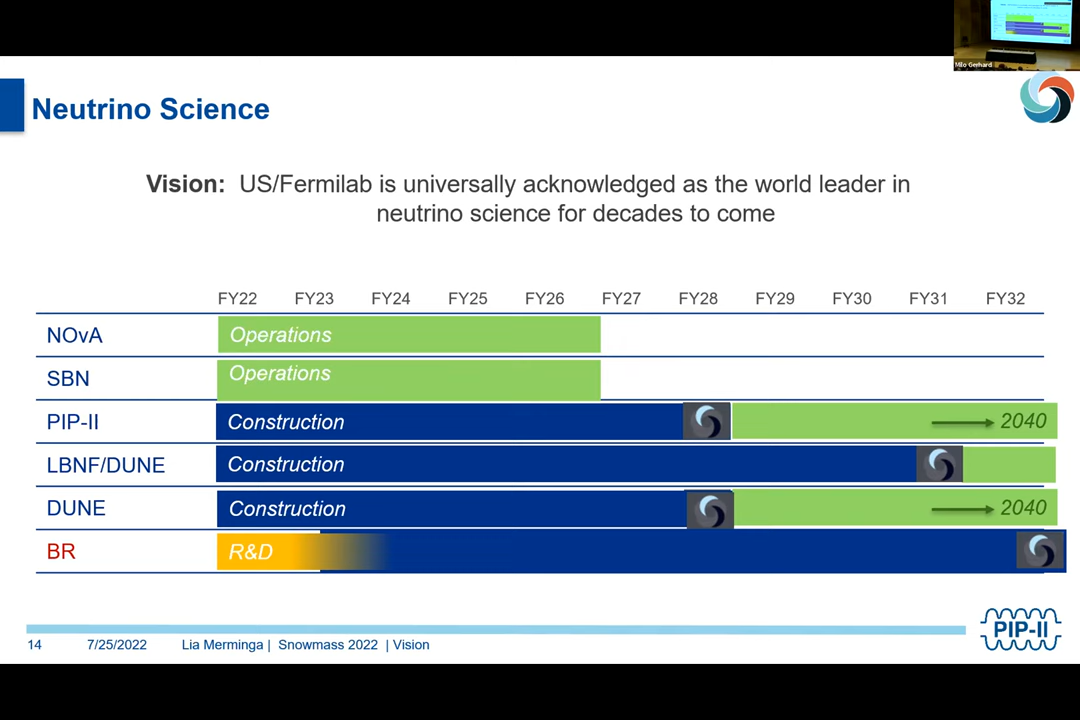 Milo Gerhard
Neutrino Science
Vision: US/Fermilab is universally acknowledged as the world leader in
neutrino science for decades to come
FY22 FY23 FY24 FY25 FY26 FY27 FY28 FY29 FY30 FY31 FY32
NOvA Operations
SBN Operations
PIP-II Construction 2040
LBNF/DUNE Construction
DUNE Construction 2040
BR R&D
14 7/25/2022 Lia Merminga | Snowmass 2022 | Vision
PIP-II